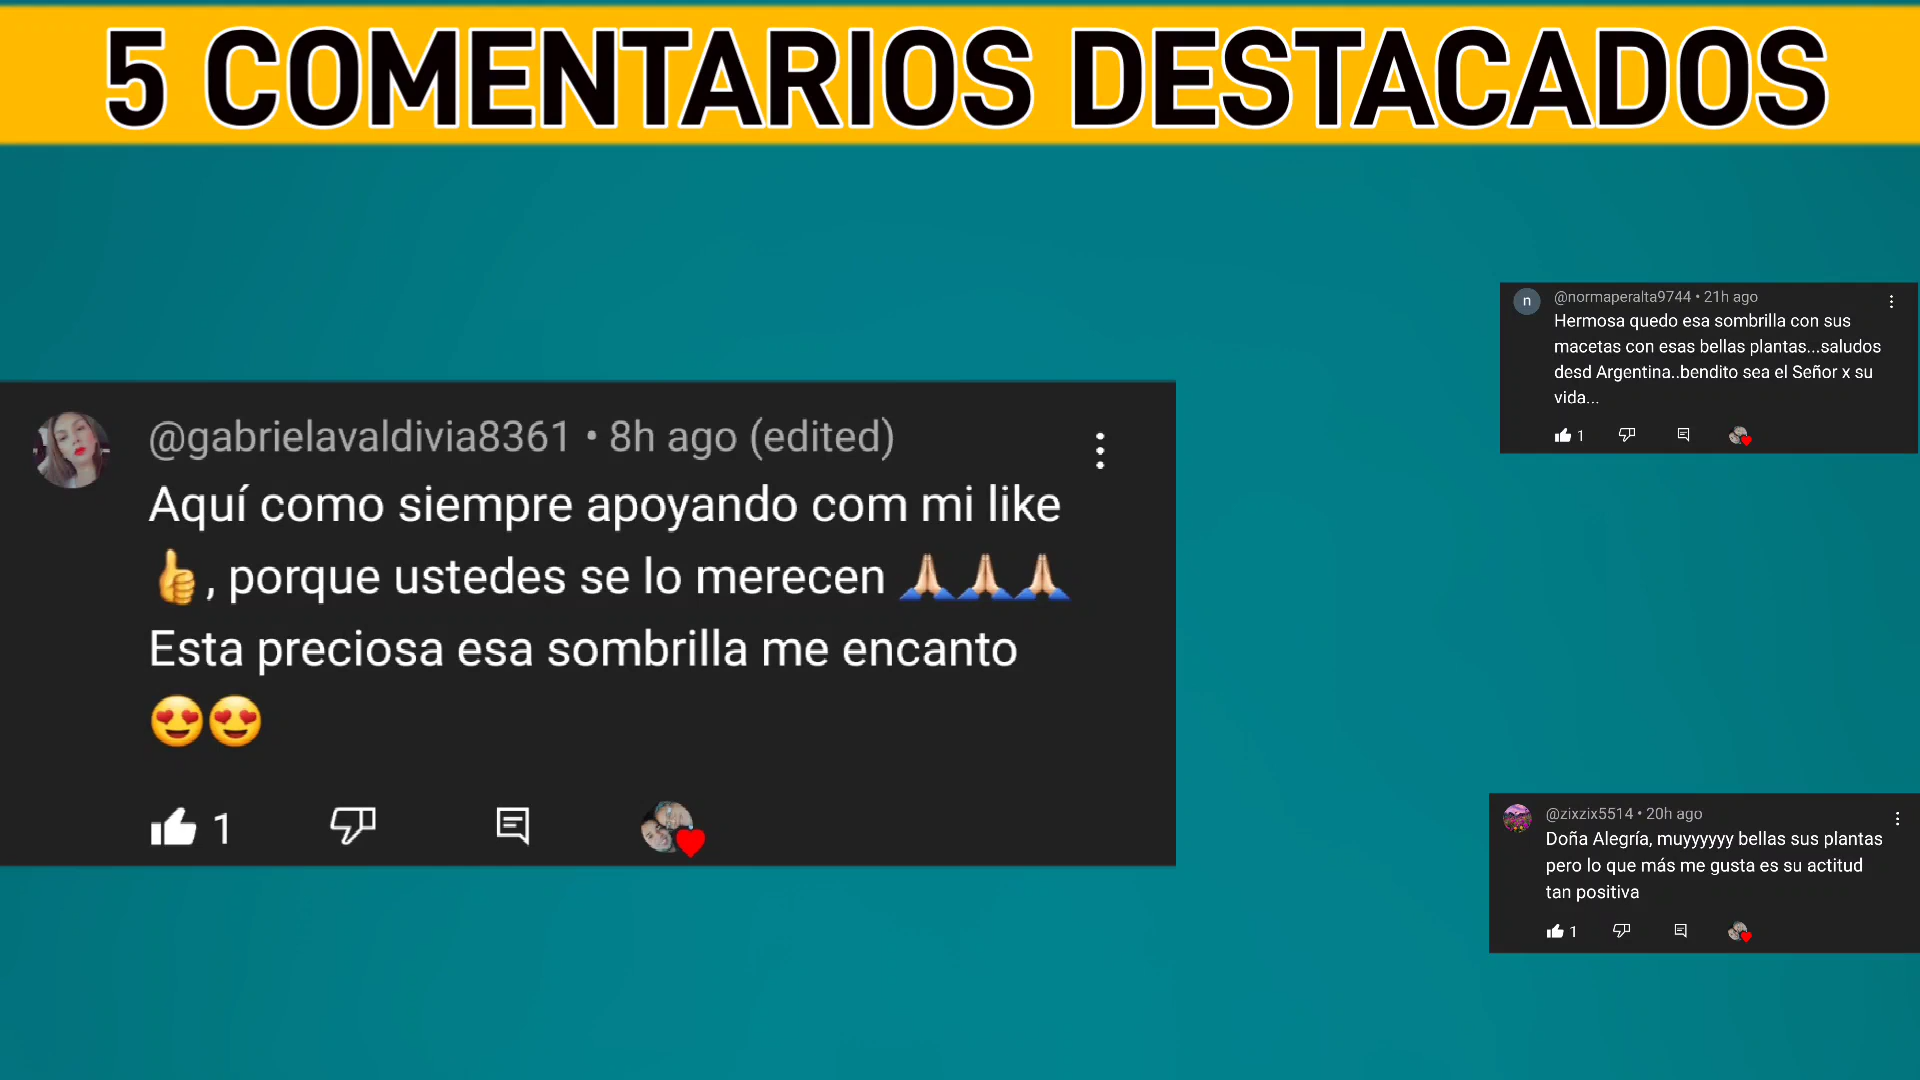 5 COMENTARIOS DESTACADOS
@gabrielavaldivia8361 • 8h ago (edited)
Aquí como siempre apoyando com mi like
👍, porque ustedes se lo merecen 🙏🏻🙏🏻🙏🏻
Esta preciosa esa sombrilla me encanto
😍😍
1
n
@normaperalta9744 • 21h ago
Hermosa quedo esa sombrilla con sus
macetas con esas bellas plantas...saludos
desd Argentina..bendito sea el Señor x su
vida...
1
@zixzix5514 • 20h ago
Doña Alegría, muyyyyyy bellas sus plantas
pero lo que más me gusta es su actitud
tan positiva
1